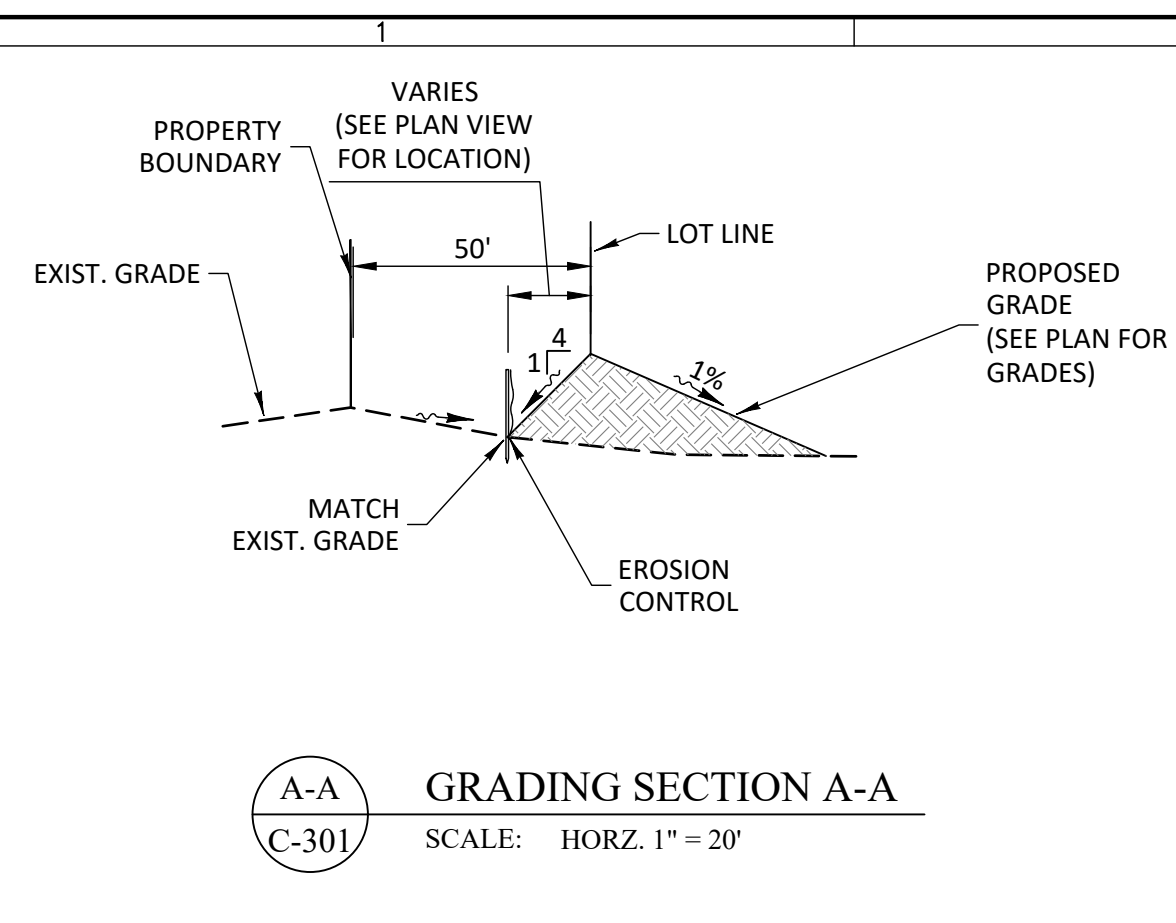 1
VARIES
(SEE PLAN VIEW
FOR LOCATION)
PROPERTY
BOUNDARY
50'
LOT LINE
EXIST. GRADE
PROPOSED
GRADE
(SEE PLAN FOR
GRADES)
4
1
1%
MATCH
EXIST. GRADE
EROSION
CONTROL
A-A
C-301
GRADING SECTION A-A
SCALE: HORZ. 1" = 20'